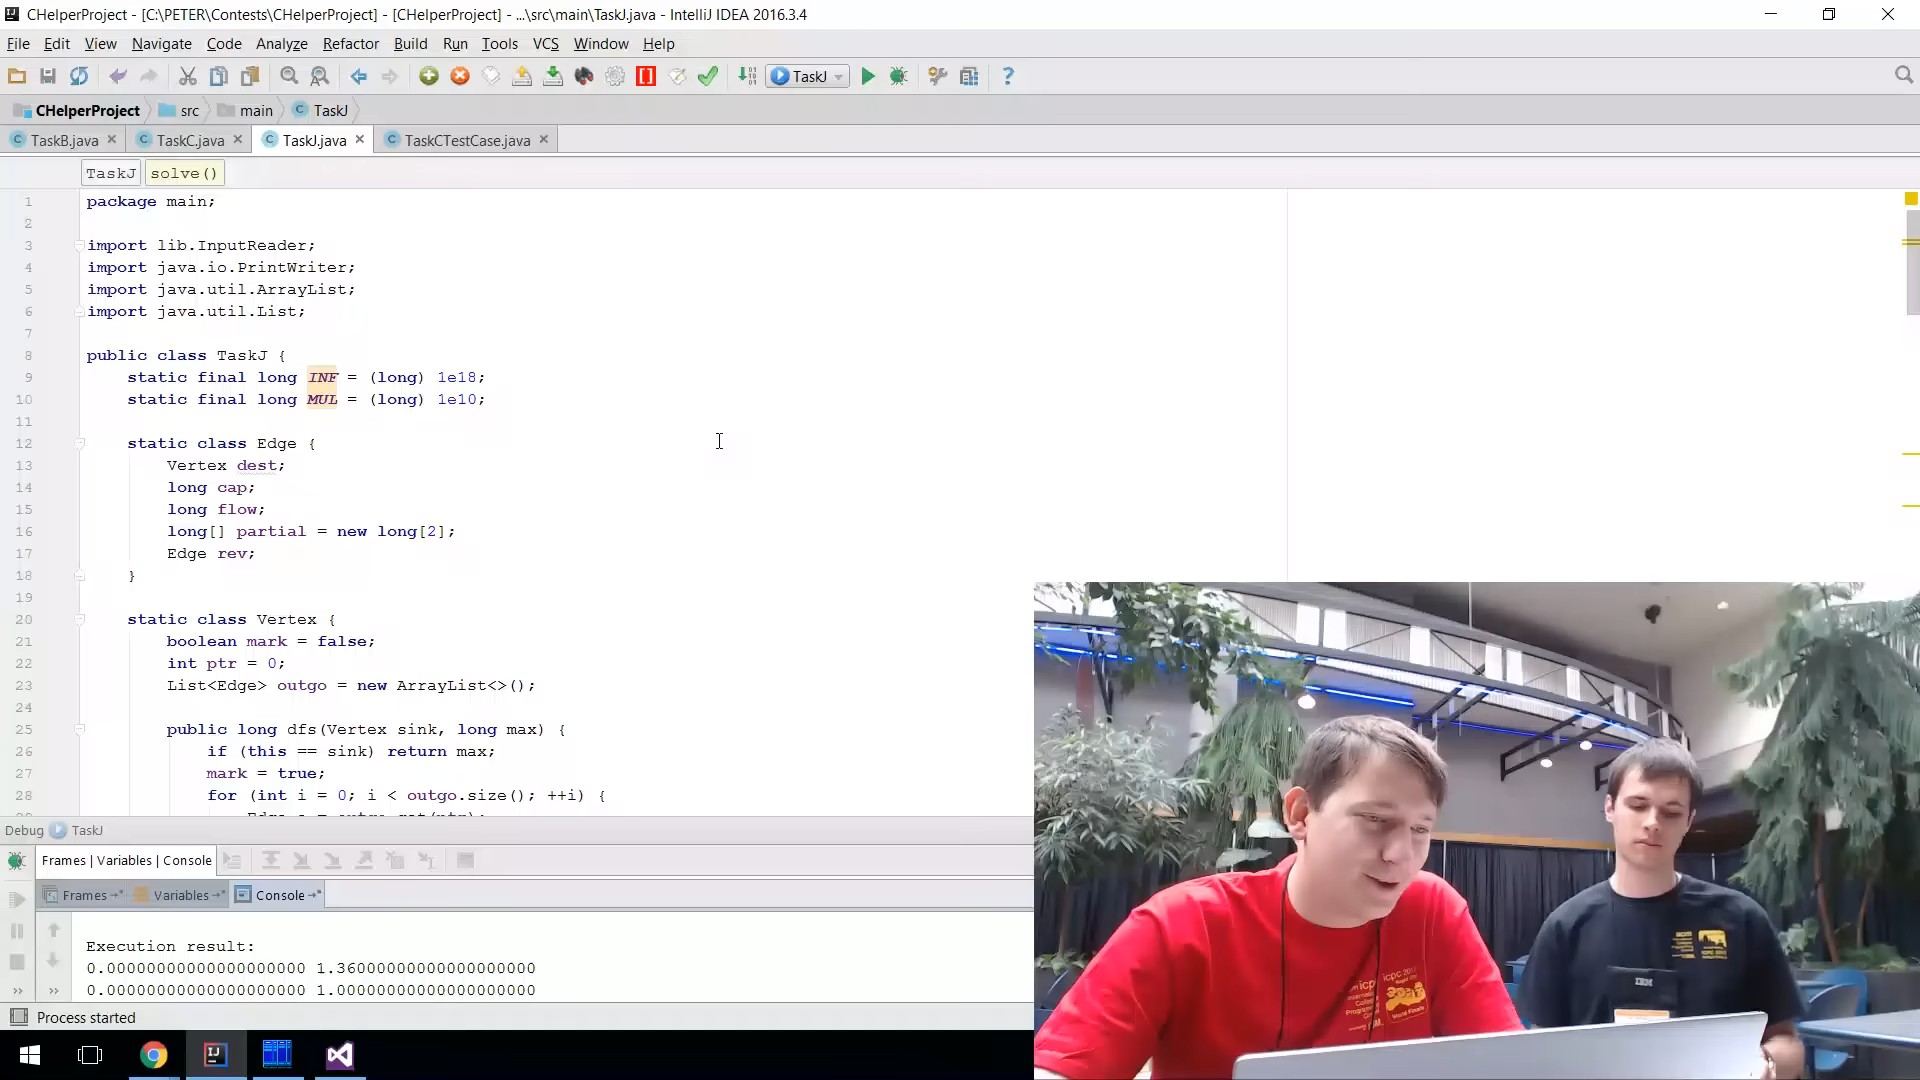 CHelperProject - [C:\PETER\Contests\CHelperProject] - [CHelperProject] - ...\src\main\TaskJ.java - IntelliJ IDEA 2016.3.4
File Edit View Navigate Code Analyze Refactor Build Run Tools VCS Window Help
TaskJ
CHelperProject src main TaskJ
TaskB.java TaskC.java TaskJ.java TaskCTestCase.java
TaskJ solve()
1 package main;
2
3 import lib.InputReader;
4 import java.io.PrintWriter;
5 import java.util.ArrayList;
6 import java.util.List;
7
8 public class TaskJ {
9 static final long INF = (long) 1e18;
10 static final long MUL = (long) 1e10;
11
12 static class Edge {
13 Vertex dest;
14 long cap;
15 long flow;
16 long[] partial = new long[2];
17 Edge rev;
18 }
19
20 static class Vertex {
21 boolean mark = false;
22 int ptr = 0;
23 List<Edge> outgo = new ArrayList<>();
24
25 public long dfs(Vertex sink, long max) {
26 if (this == sink) return max;
27 mark = true;
28 for (int i = 0; i < outgo.size(); ++i) {
Debug TaskJ
Frames | Variables | Console
Frames Variables Console
Execution result:
0.00000000000000000000 1.36000000000000000000
0.00000000000000000000 1.00000000000000000000
Process started
icpc
IBM